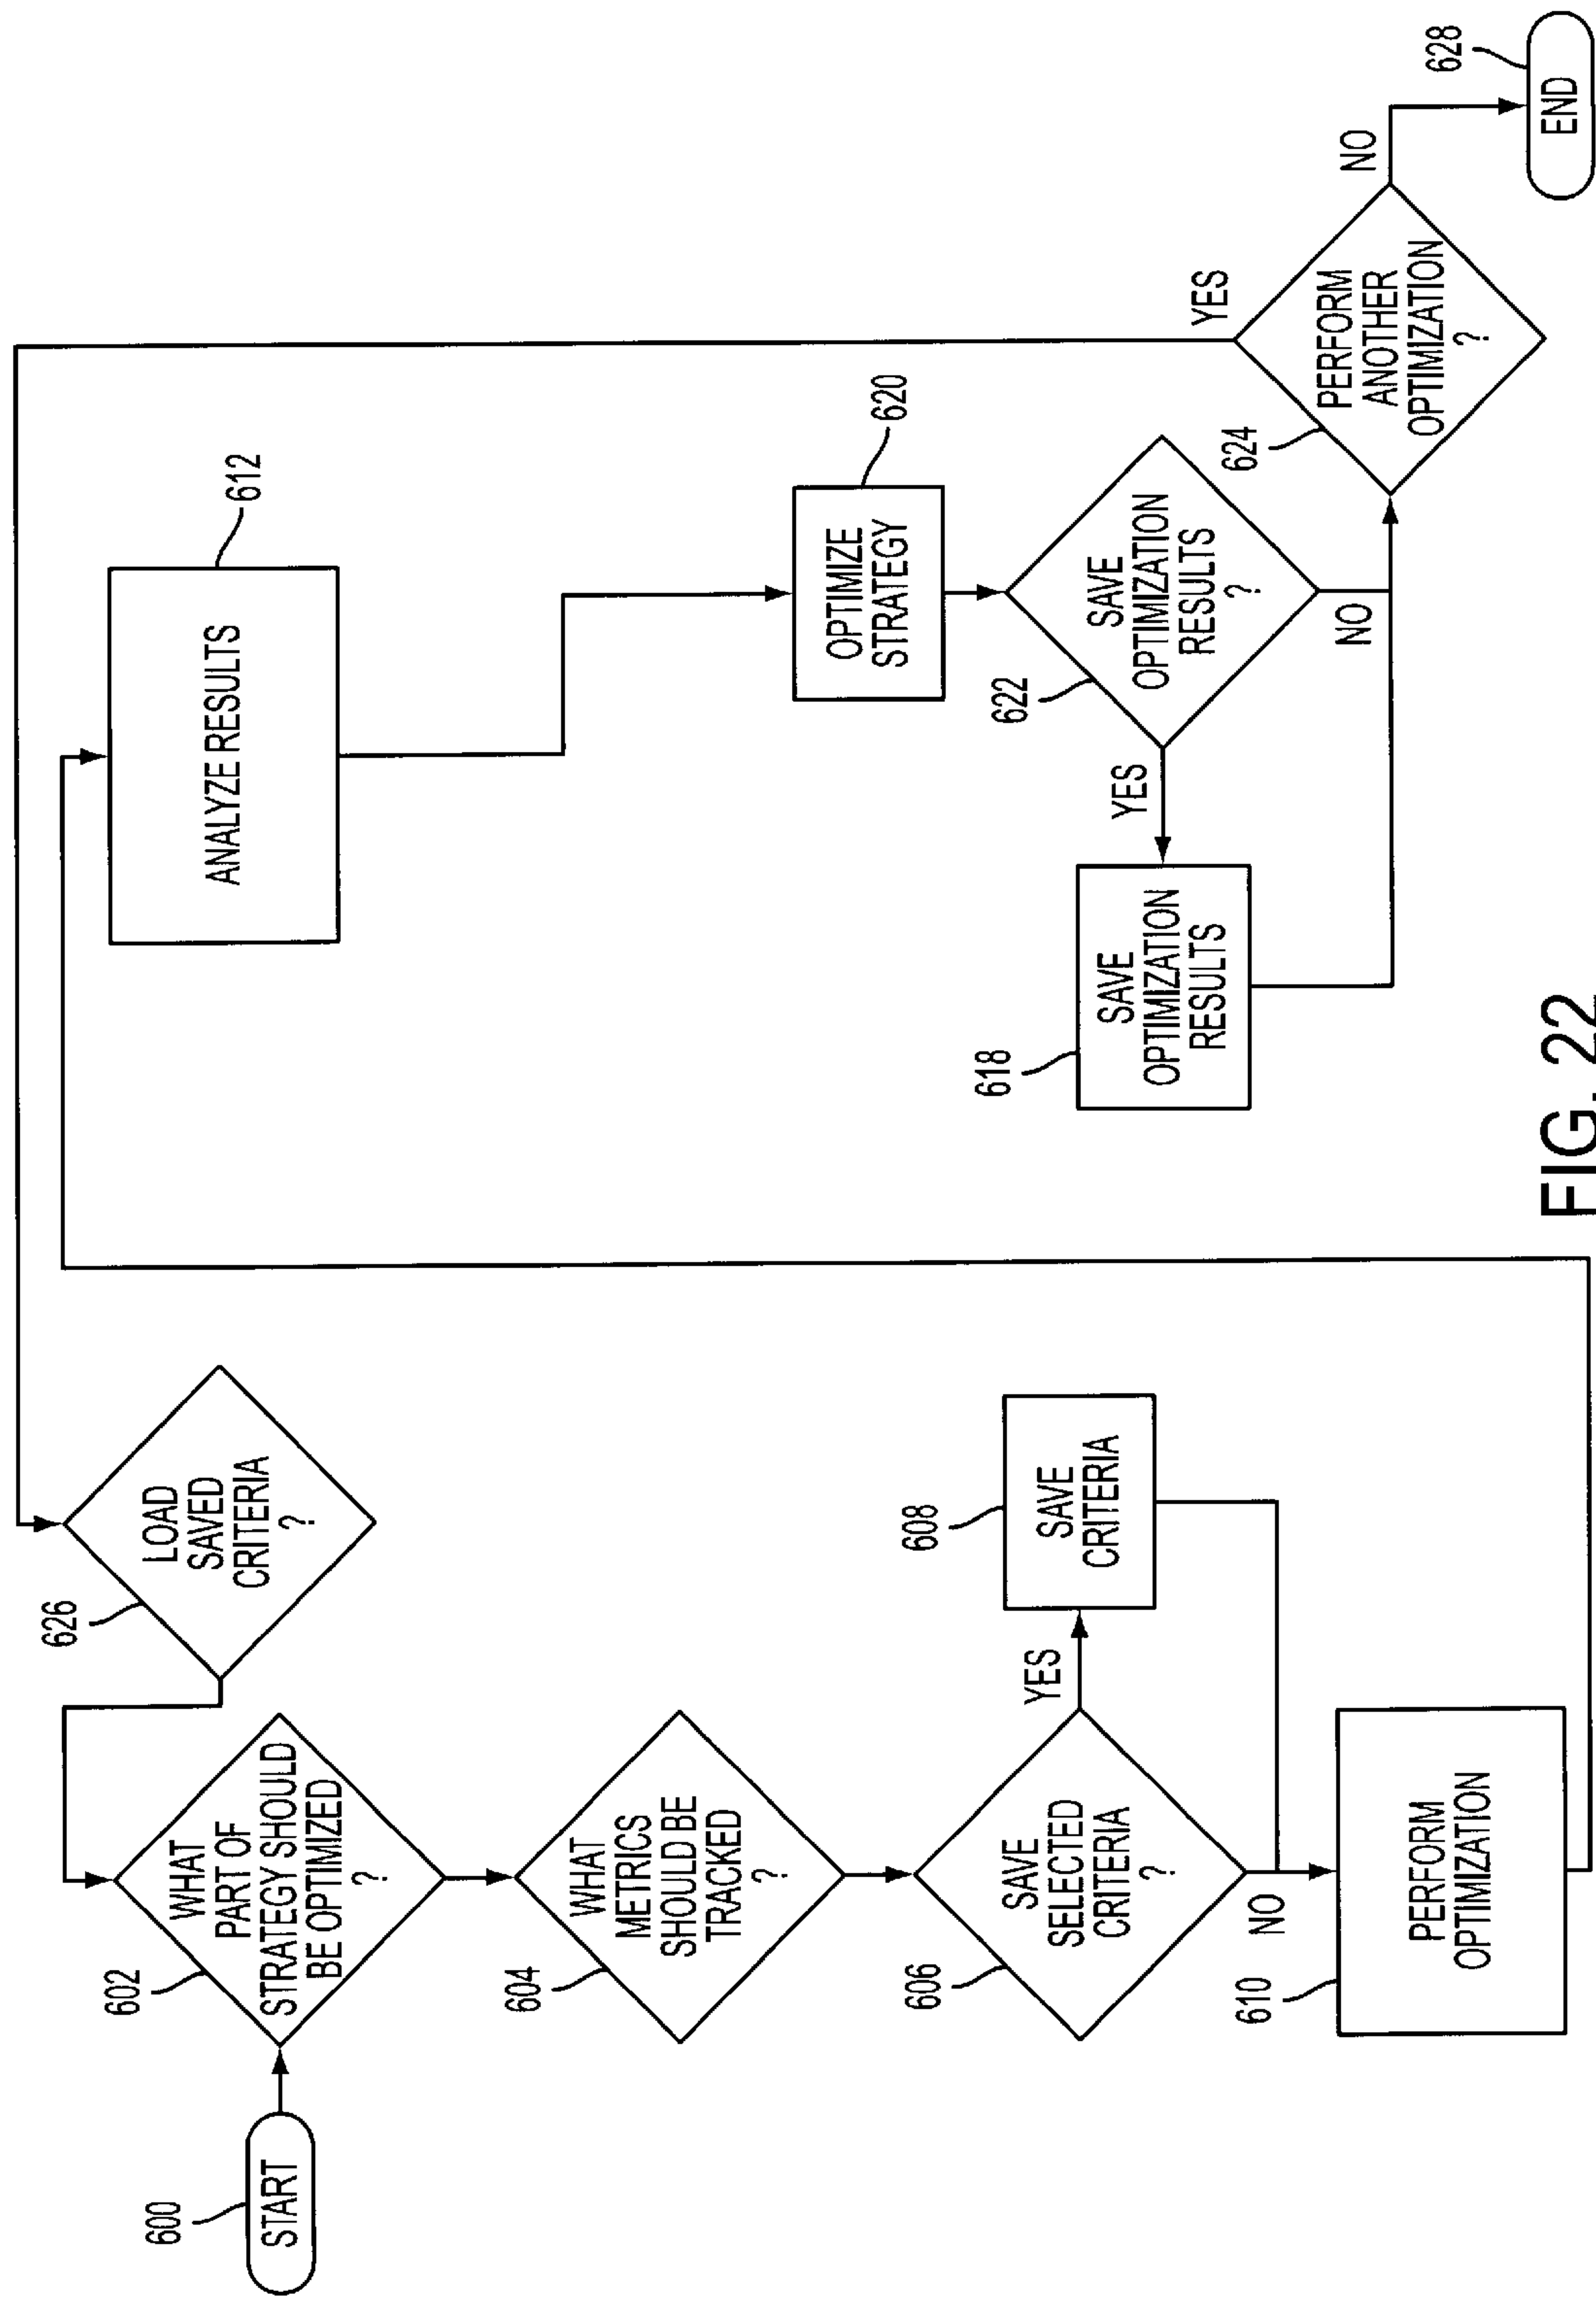 600
START
602
WHAT
PART OF
STRATEGY SHOULD
BE OPTIMIZED
?
626
LOAD
SAVED
CRITERIA
?
604
WHAT
METRICS
SHOULD BE
TRACKED
?
606
SAVE
SELECTED
CRITERIA
?
YES
NO
608
SAVE
CRITERIA
610
PERFORM
OPTIMIZATION
ANALYZE RESULTS
612
OPTIMIZE
STRATEGY
620
622
SAVE
OPTIMIZATION
RESULTS
?
YES
NO
618
SAVE
OPTIMIZATION
RESULTS
624
PERFORM
ANOTHER
OPTIMIZATION
?
YES
NO
628
END
FIG. 22